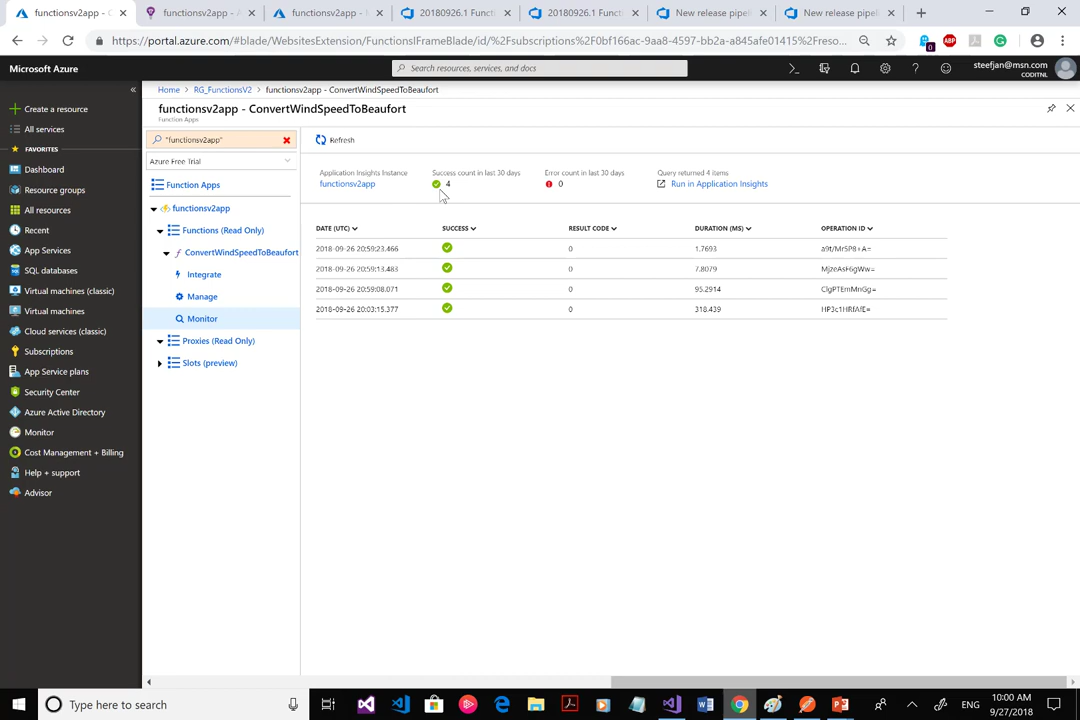 functionsv2app - C
functionsv2app - A
functionsv2app - M
20180926.1 Functi
20180926.1 Funct
New release pipeli
New release pipeli
https://portal.azure.com/#blade/WebsitesExtension/FunctionsIFrameBlade/id/%2Fsubscriptions%2F0bf166ac-9aa8-4597-bb2a-a845afe01415%2Freso...
0
ABP
Microsoft Azure
Search resources, services, and docs
steefjan@msn.com
CODITNL
Create a resource
All services
FAVORITES
Dashboard
Resource groups
All resources
Recent
App Services
SQL databases
Virtual machines (classic)
Virtual machines
Cloud services (classic)
Subscriptions
App Service plans
Security Center
Azure Active Directory
Monitor
Cost Management + Billing
Help + support
Advisor
Home > RG_FunctionsV2 > functionsv2app - ConvertWindSpeedToBeaufort
functionsv2app - ConvertWindSpeedToBeaufort
Function Apps
"functionsv2app"
Azure Free Trial
Function Apps
functionsv2app
Functions (Read Only)
ConvertWindSpeedToBeaufort
Integrate
Manage
Monitor
Proxies (Read Only)
Slots (preview)
Refresh
Application Insights Instance
functionsv2app
Success count in last 30 days
4
Error count in last 30 days
0
Query returned 4 items
Run in Application Insights
DATE (UTC) SUCCESS RESULT CODE DURATION (MS) OPERATION ID
2018-09-26 20:59:23.466 0 1.7693
2018-09-26 20:59:13.483 0 7.8079
2018-09-26 20:59:08.071 0 95.2914
2018-09-26 20:03:15.377 0 318.439
Type here to search
ENG
10:00 AM
9/27/2018